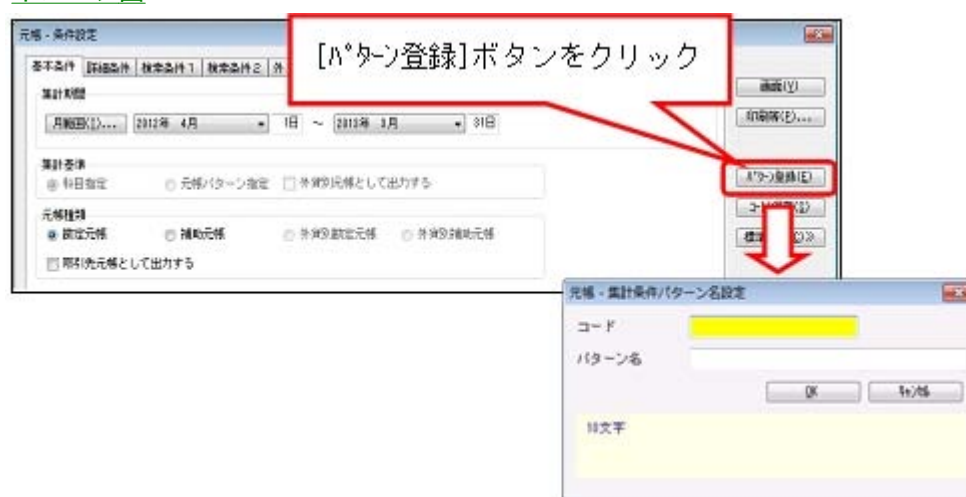 元帳 - 条件設定
[ﾊﾟﾀｰﾝ登録]ボタンをクリック
基本条件 詳細条件 検索条件1 検索条件2 外
集計期間
月範囲(1)... 2012年 4月 1日 ～ 2013年 3月 31日
画面(V)
印刷等(P)...
集計基準
科目指定 元帳パターン指定 外貨別元帳として出力する
ﾊﾟﾀｰﾝ登録(E)
元帳種類
勘定元帳 補助元帳 外貨別勘定元帳 外貨別補助元帳
取引先元帳として出力する
元帳 - 集計条件パターン名設定
コード
パターン名
OK ｷｬﾝｾﾙ
10文字